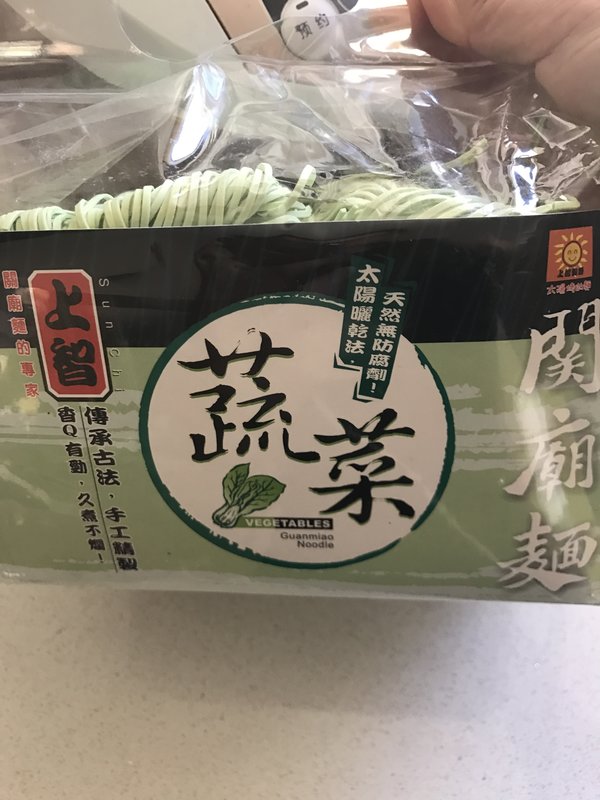 预约
上智
Sun Chi
關廟麵的專家
傳承古法，手工精製
香Q有勁，久煮不爛！
天然無防腐劑！
太陽曬乾法．
蔬菜
VEGETABLES
Guanmiao
Noodle
關廟麵